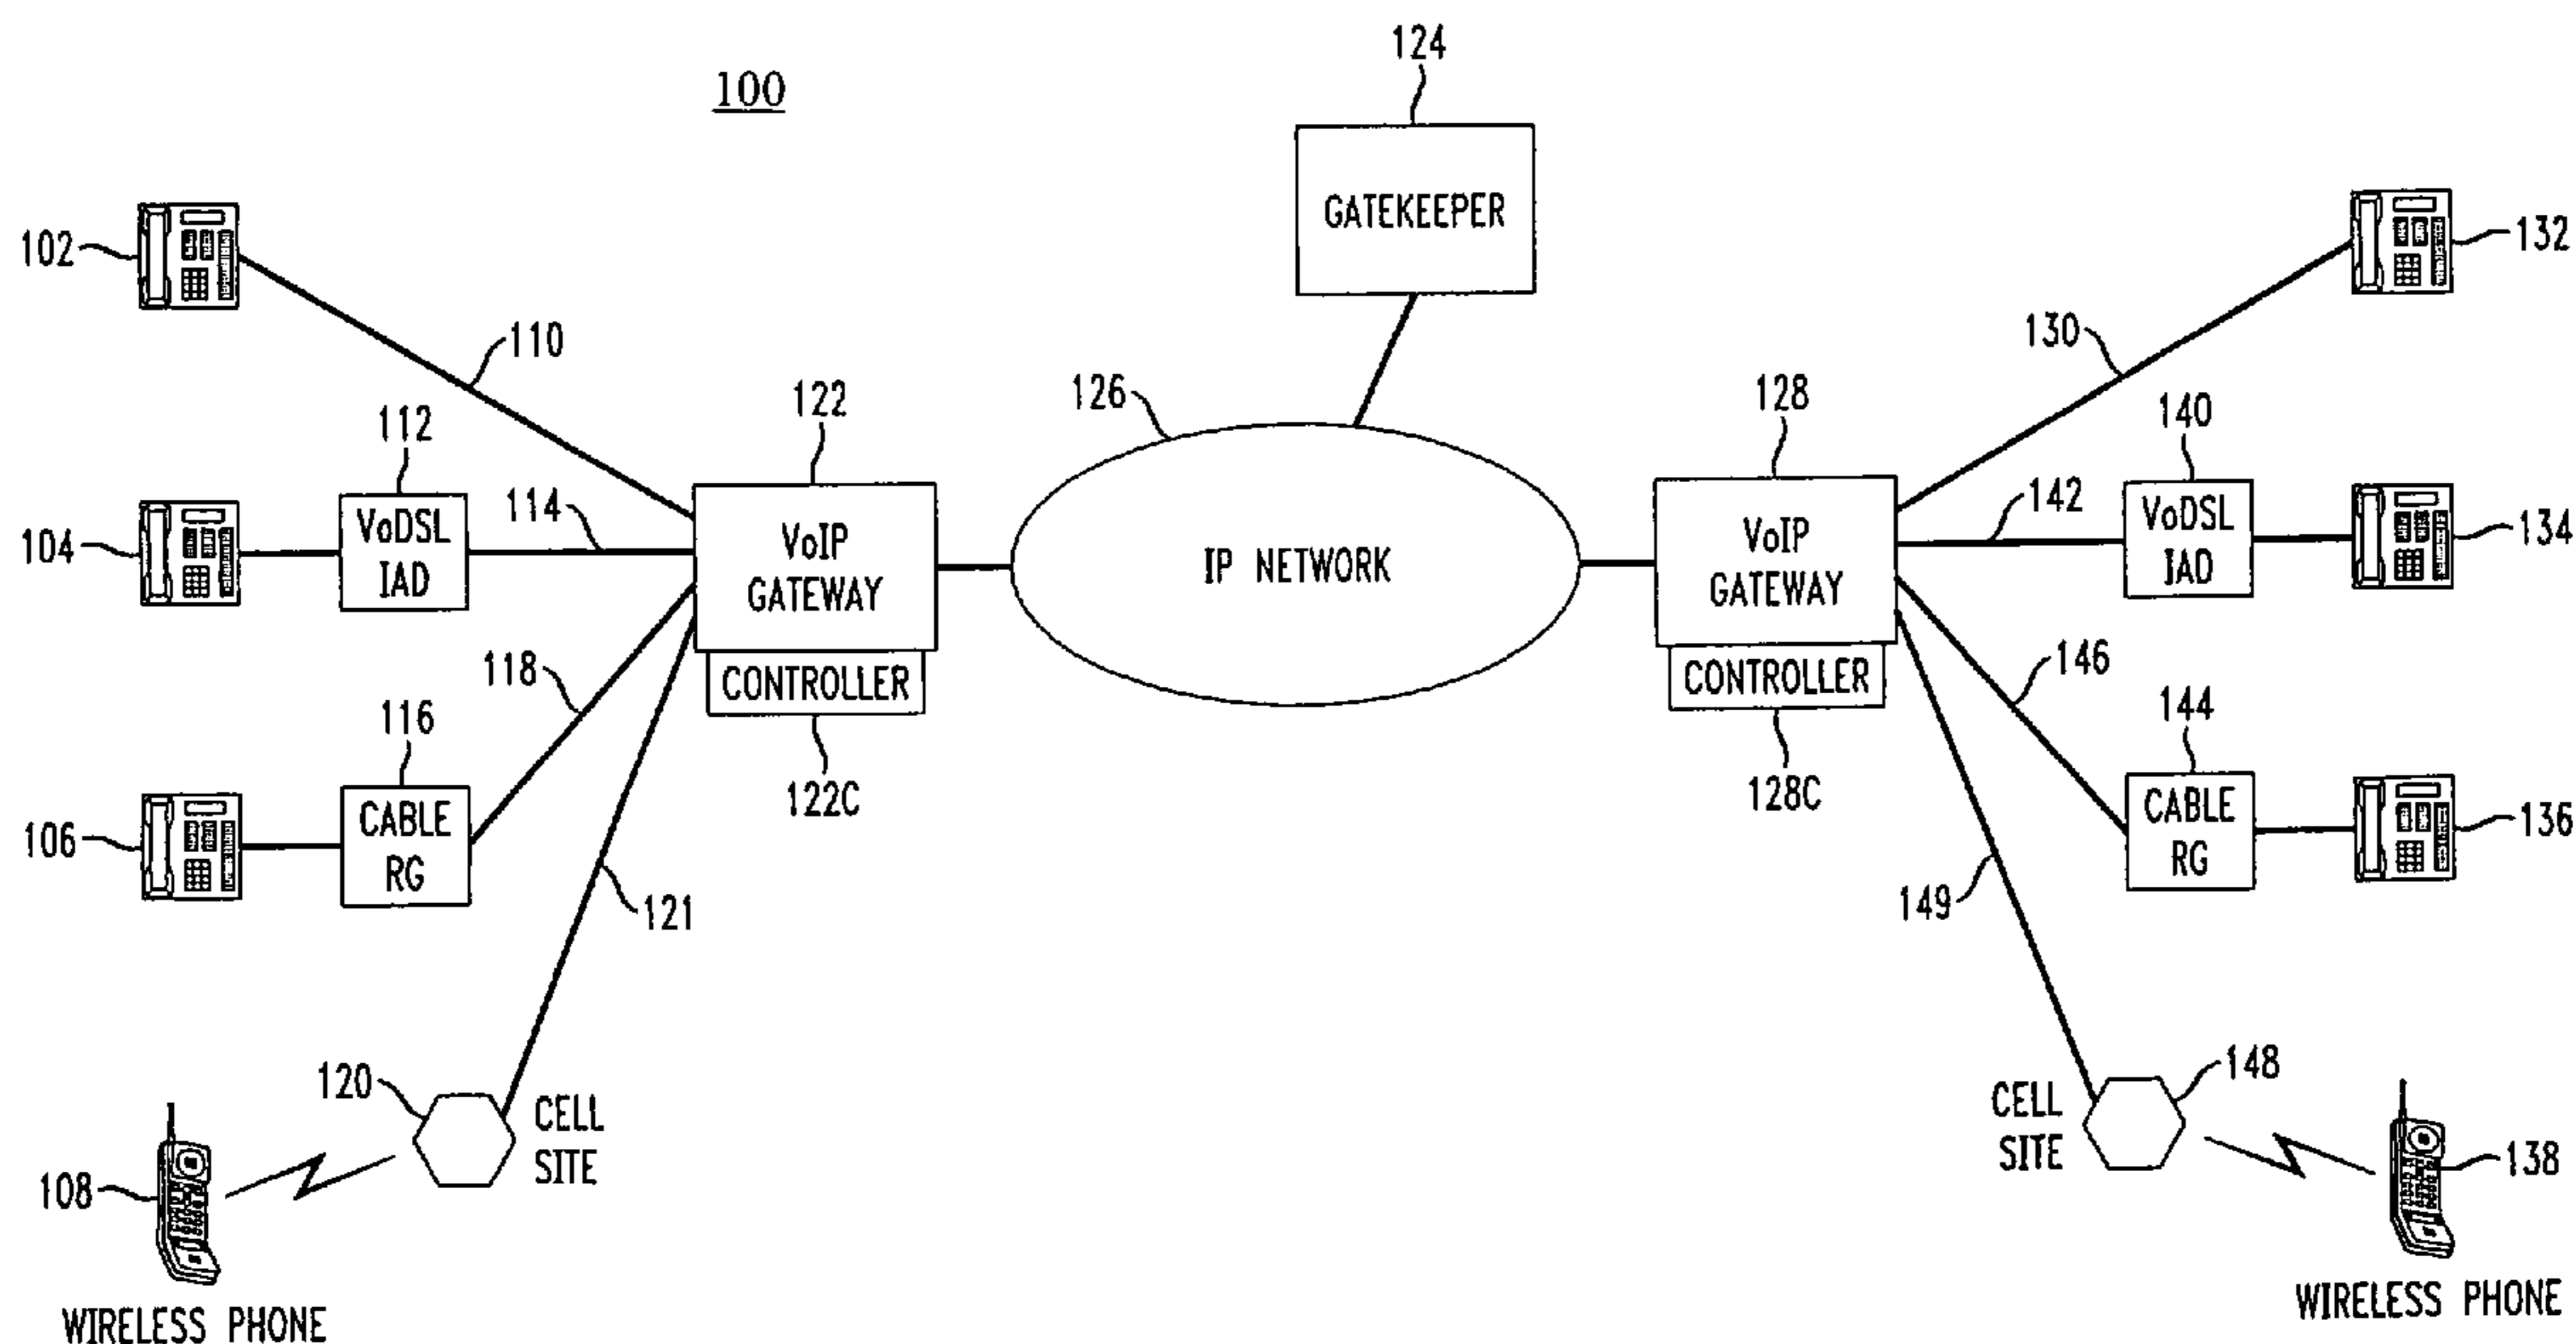 100
124
GATEKEEPER
102
132
110
130
126
122
128
112
140
114
142
104
VoDSL
IAD
VoIP
GATEWAY
IP NETWORK
VoIP
GATEWAY
VoDSL
IAD
134
118
CONTROLLER
CONTROLLER
146
116
144
122C
128C
106
CABLE
RG
CABLE
RG
136
121
149
120
CELL
SITE
CELL
SITE
148
108
138
WIRELESS PHONE
WIRELESS PHONE